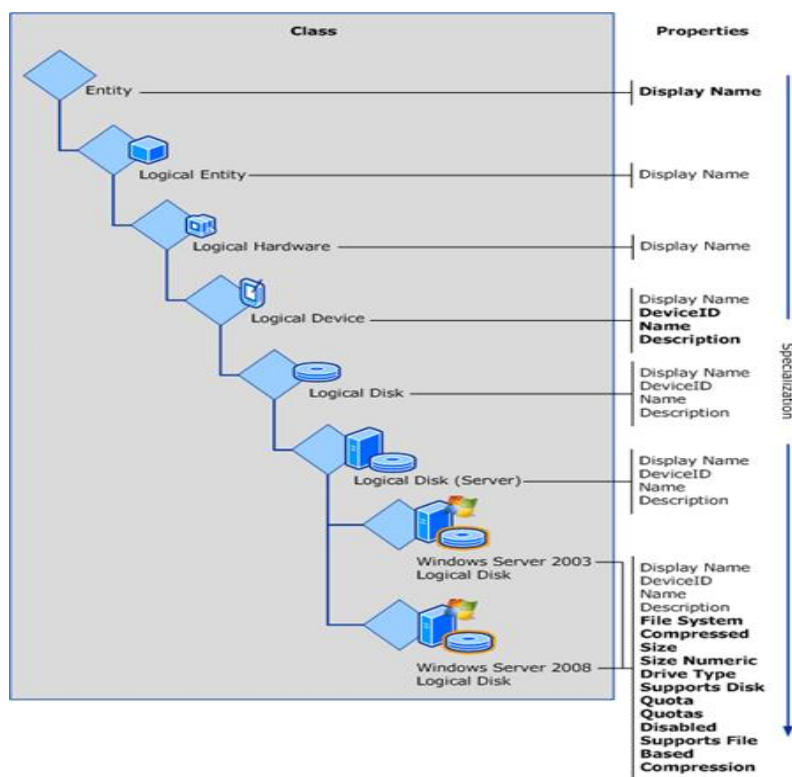 Class
Properties
Entity
Display Name
Logical Entity
Display Name
Logical Hardware
Display Name
Logical Device
Display Name
DeviceID
Name
Description
Logical Disk
Display Name
DeviceID
Name
Description
Logical Disk (Server)
Display Name
DeviceID
Name
Description
Windows Server 2003
Logical Disk
Windows Server 2008
Logical Disk
Display Name
DeviceID
Name
Description
File System
Compressed
Size
Size Numeric
Drive Type
Supports Disk
Quota
Quotas
Disabled
Supports File
Based
Compression
Specialization